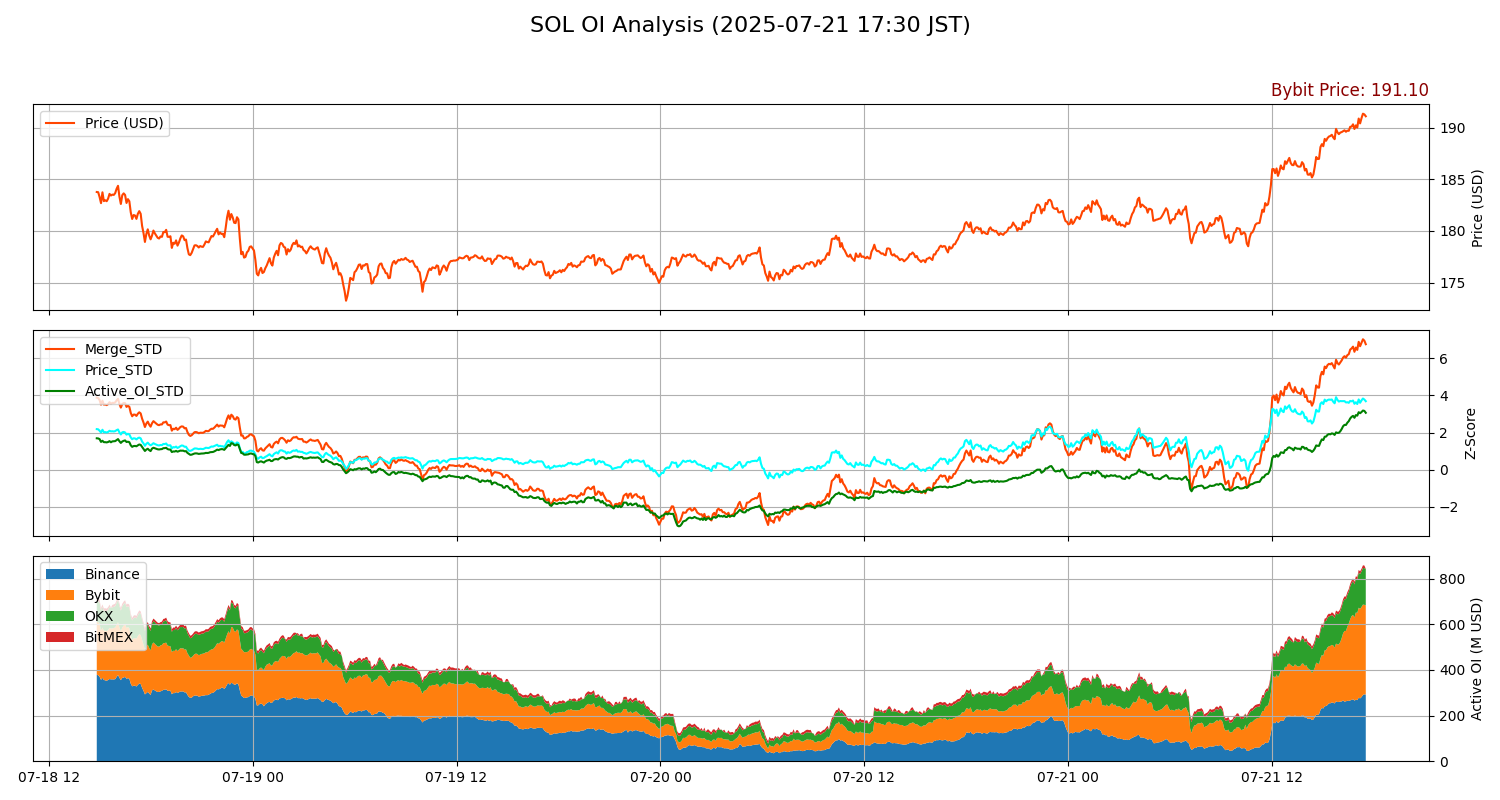 SOL OI Analysis (2025-07-21 17:30 JST)
Bybit Price: 191.10
Price (USD)
190
185
180
175
Price (USD)
Merge_STD
Price_STD
Active_OI_STD
6
4
2
0
−2
Z-Score
Binance
Bybit
OKX
BitMEX
800
600
400
200
0
Active OI (M USD)
07-18 12
07-19 00
07-19 12
07-20 00
07-20 12
07-21 00
07-21 12